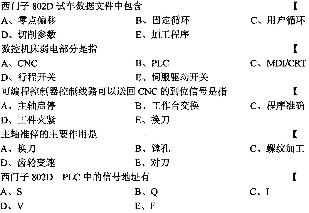 西门子 802D 试车数据文件中包含 【
A、零点偏移 B、固定循环 C、用户循环
D、切削参数 E、加工程序
数控机床弱电部分是指 【
A、CNC B、PLC C、MDI/CRT
D、行程开关 E、伺服驱动开关
可编程控制器控制线路可以送回 CNC 的到位信号是指 【
A、主轴启停 B、工作台交换 C、程序准确
D、工件夹紧 E、换刀
主轴准停的主要作用是 【
A、换刀 B、镗孔 C、螺纹加工
D、齿轮变速 E、对刀
西门子 802D PLC 中的信号地址有 【
A、S B、Q C、I
D、V E、F